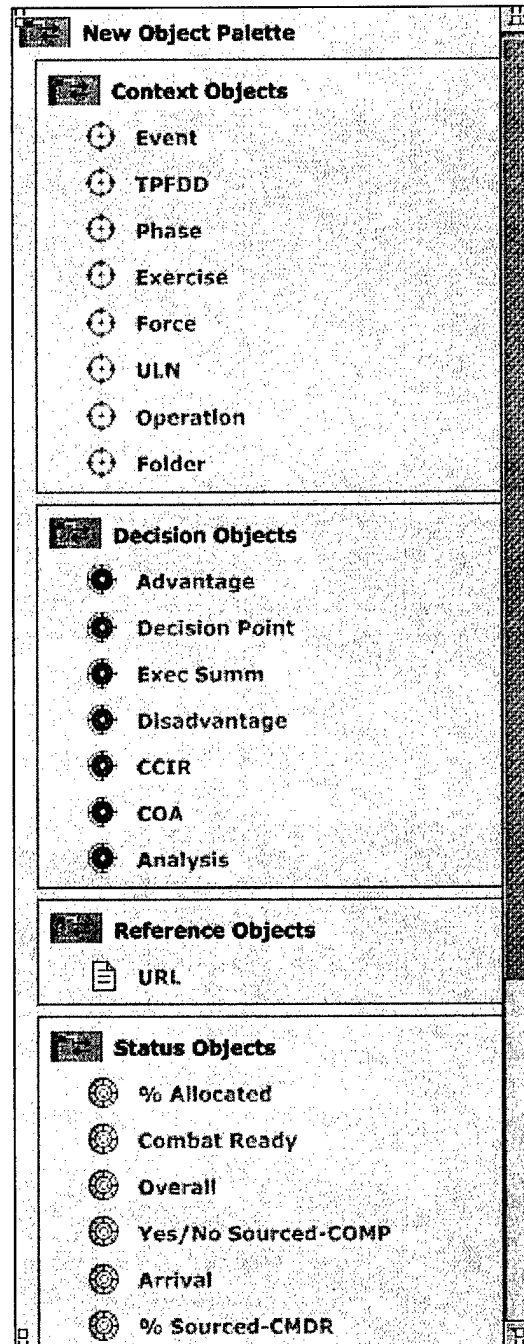 New Object Palette
Context Objects
Event
TPFDD
Phase
Exercise
Force
ULN
Operation
Folder
Decision Objects
Advantage
Decision Point
Exec Summ
Disadvantage
CCIR
COA
Analysis
Reference Objects
URL
Status Objects
% Allocated
Combat Ready
Overall
Yes/No Sourced-COMP
Arrival
% Sourced-CMDR